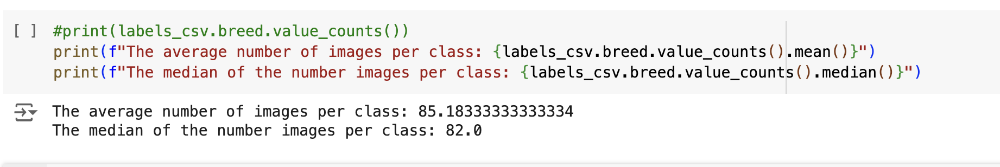 [ ] #print(labels_csv.breed.value_counts())
print(f"The average number of images per class: {labels_csv.breed.value_counts().mean()}")
print(f"The median of the number images per class: {labels_csv.breed.value_counts().median()}")
The average number of images per class: 85.18333333333334
The median of the number images per class: 82.0